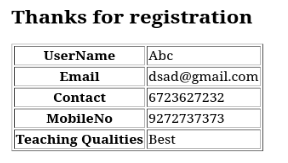 Thanks for registration
UserName Abc
Email dsad@gmail.com
Contact 6723627232
MobileNo 9272737373
Teaching Qualities Best